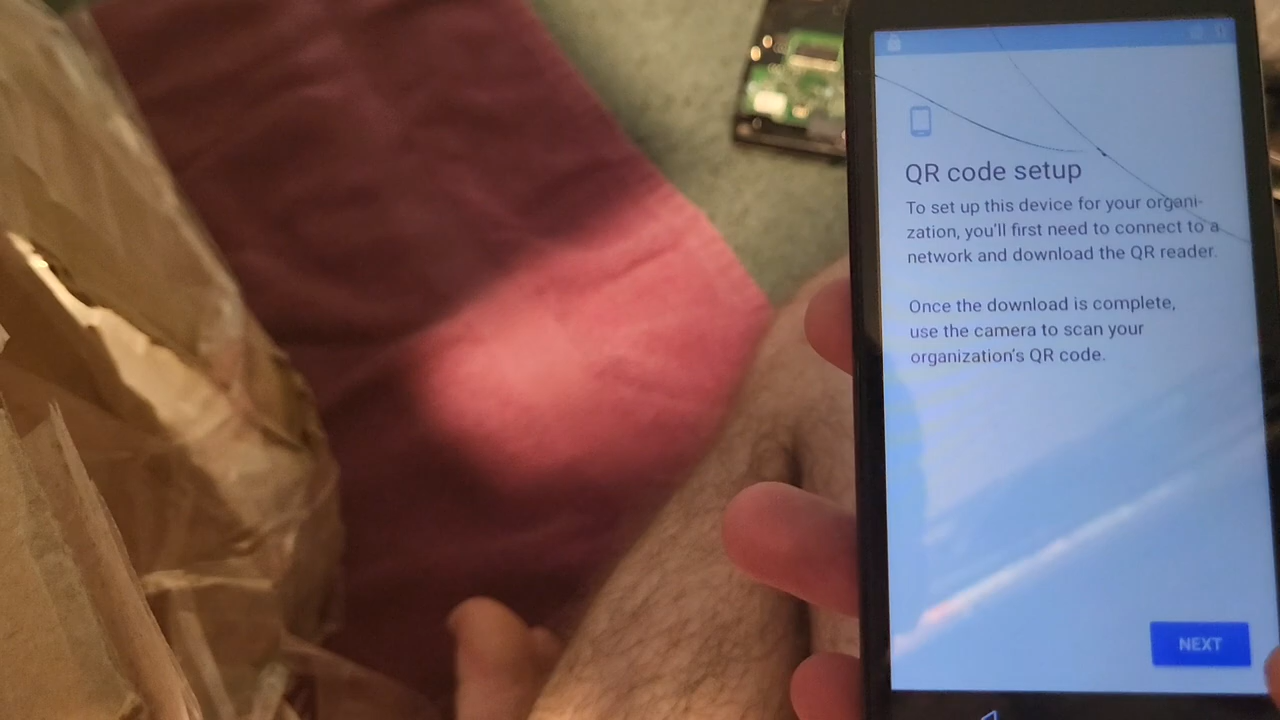 QR code setup
To set up this device for your organi-
zation, you'll first need to connect to a
network and download the QR reader.
Once the download is complete,
use the camera to scan your
organization's QR code.
NEXT